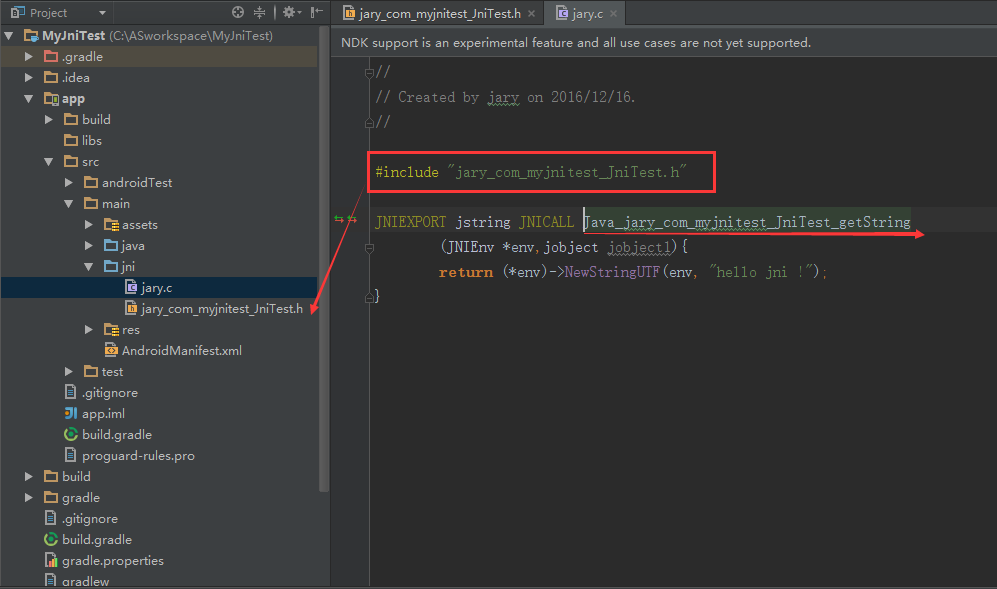 Project
MyJniTest (C:\ASworkspace\MyJniTest)
.gradle
.idea
app
build
libs
src
androidTest
main
assets
java
jni
jary.c
jary_com_myjnitest_JniTest.h
res
AndroidManifest.xml
test
.gitignore
app.iml
build.gradle
proguard-rules.pro
build
gradle
.gitignore
build.gradle
gradle.properties
gradlew
jary_com_myjnitest_JniTest.h
jary.c
NDK support is an experimental feature and all use cases are not yet supported.
//
// Created by jary on 2016/12/16.
//
#include "jary_com_myjnitest_JniTest.h"
JNIEXPORT jstring JNICALL Java_jary_com_myjnitest_JniTest_getString
(JNIEnv *env,jobject jobject1){
return (*env)->NewStringUTF(env, "hello jni !");
}